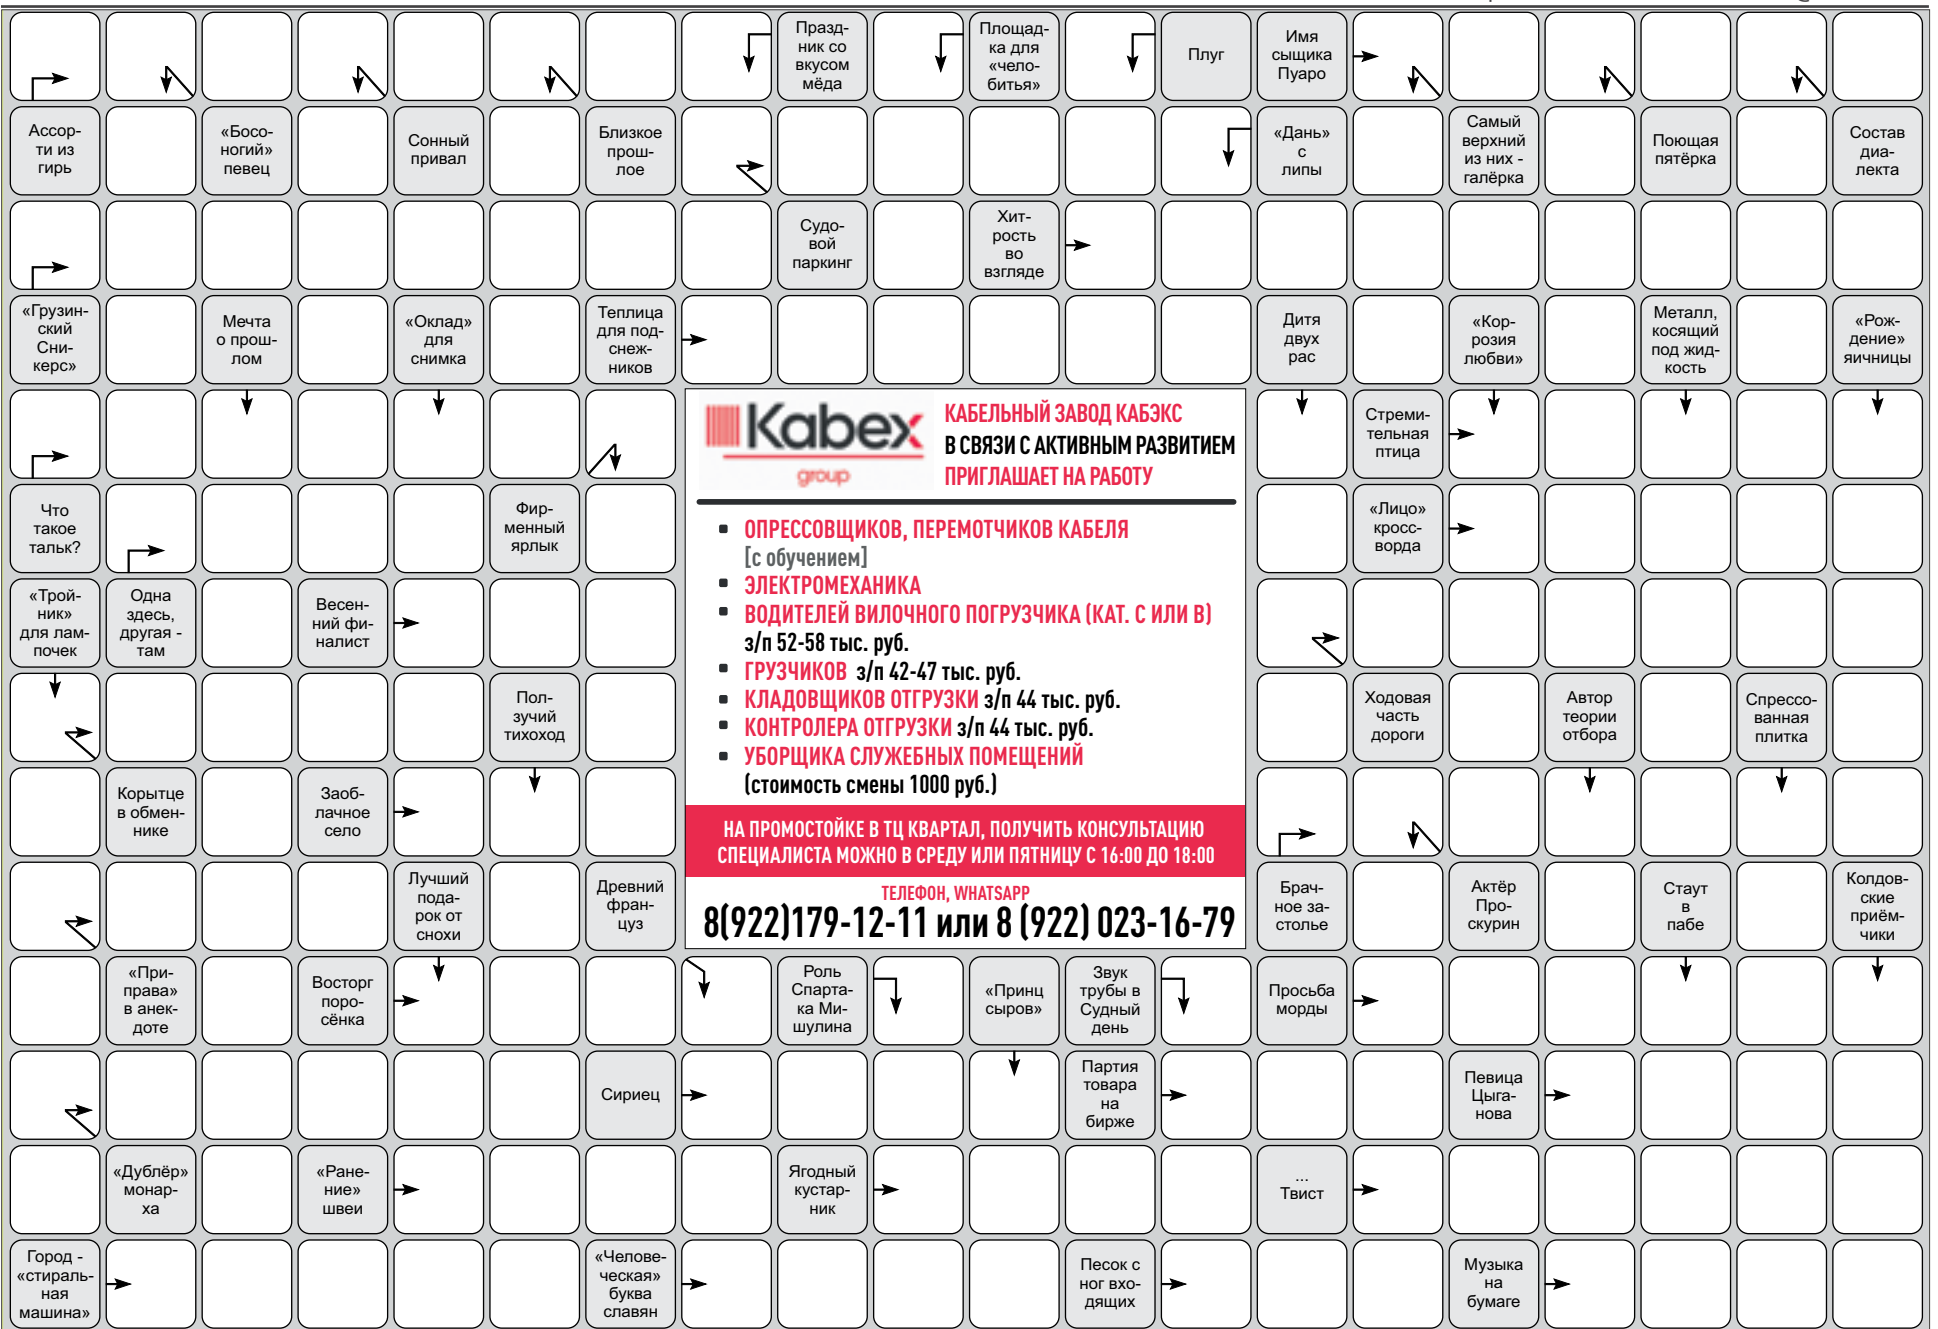 Празд-
ник со
вкусом
мёда
Площад-
ка для
«чело-
битья»
Плуг
Имя
сыщика
Пуаро
Ассор-
ти из
гирь
«Босо-
ногий»
певец
Сонный
привал
Близкое
прош-
лое
«Дань»
с
липы
Самый
верхний
из них -
галёрка
Поющая
пятёрка
Состав
диа-
лекта
Судо-
вой
паркинг
Хит-
рость
во
взгляде
«Грузин-
ский
Сни-
керс»
Мечта
о прош-
лом
«Оклад»
для
снимка
Теплица
для под-
снеж-
ников
Дитя
двух
рас
«Кор-
розия
любви»
Металл,
косящий
под жид-
кость
«Рож-
дение»
яичницы
Kabex
group
КАБЕЛЬНЫЙ ЗАВОД КАБЭКС
В СВЯЗИ С АКТИВНЫМ РАЗВИТИЕМ
ПРИГЛАШАЕТ НА РАБОТУ
Стреми-
тельная
птица
Что
такое
тальк?
Фир-
менный
ярлык
▪ ОПРЕССОВЩИКОВ, ПЕРЕМОТЧИКОВ КАБЕЛЯ
[с обучением]
▪ ЭЛЕКТРОМЕХАНИКА
▪ ВОДИТЕЛЕЙ ВИЛОЧНОГО ПОГРУЗЧИКА (КАТ. С ИЛИ В)
з/п 52-58 тыс. руб.
▪ ГРУЗЧИКОВ з/п 42-47 тыс. руб.
▪ КЛАДОВЩИКОВ ОТГРУЗКИ з/п 44 тыс. руб.
▪ КОНТРОЛЕРА ОТГРУЗКИ з/п 44 тыс. руб.
▪ УБОРЩИКА СЛУЖЕБНЫХ ПОМЕЩЕНИЙ
(стоимость смены 1000 руб.)
НА ПРОМОСТОЙКЕ В ТЦ КВАРТАЛ, ПОЛУЧИТЬ КОНСУЛЬТАЦИЮ
СПЕЦИАЛИСТА МОЖНО В СРЕДУ ИЛИ ПЯТНИЦУ С 16:00 ДО 18:00
ТЕЛЕФОН, WHATSAPP
8(922)179-12-11 или 8 (922) 023-16-79
«Лицо»
кросс-
ворда
«Трой-
ник»
для лам-
почек
Одна
здесь,
другая -
там
Весен-
ний фи-
налист
Пол-
зучий
тихоход
Ходовая
часть
дороги
Автор
теории
отбора
Спрессо-
ванная
плитка
Корытце
в обмен-
нике
Заоб-
лачное
село
Лучший
пода-
рок от
снохи
Древний
фран-
цуз
Брач-
ное за-
столье
Актёр
Про-
скурин
Стаут
в
пабе
Колдов-
ские
приём-
чики
«При-
права»
в анек-
доте
Восторг
поро-
сёнка
Роль
Спарта-
ка Ми-
шулина
«Принц
сыров»
Звук
трубы в
Судный
день
Просьба
морды
Сириец
Партия
товара
на
бирже
Певица
Цыга-
нова
«Дублёр»
монар-
ха
«Ране-
ние»
швеи
Ягодный
кустар-
ник
...
Твист
Город -
«стираль-
ная
машина»
«Челове-
ческая»
буква
славян
Песок с
ног вхо-
дящих
Музыка
на
бумаге